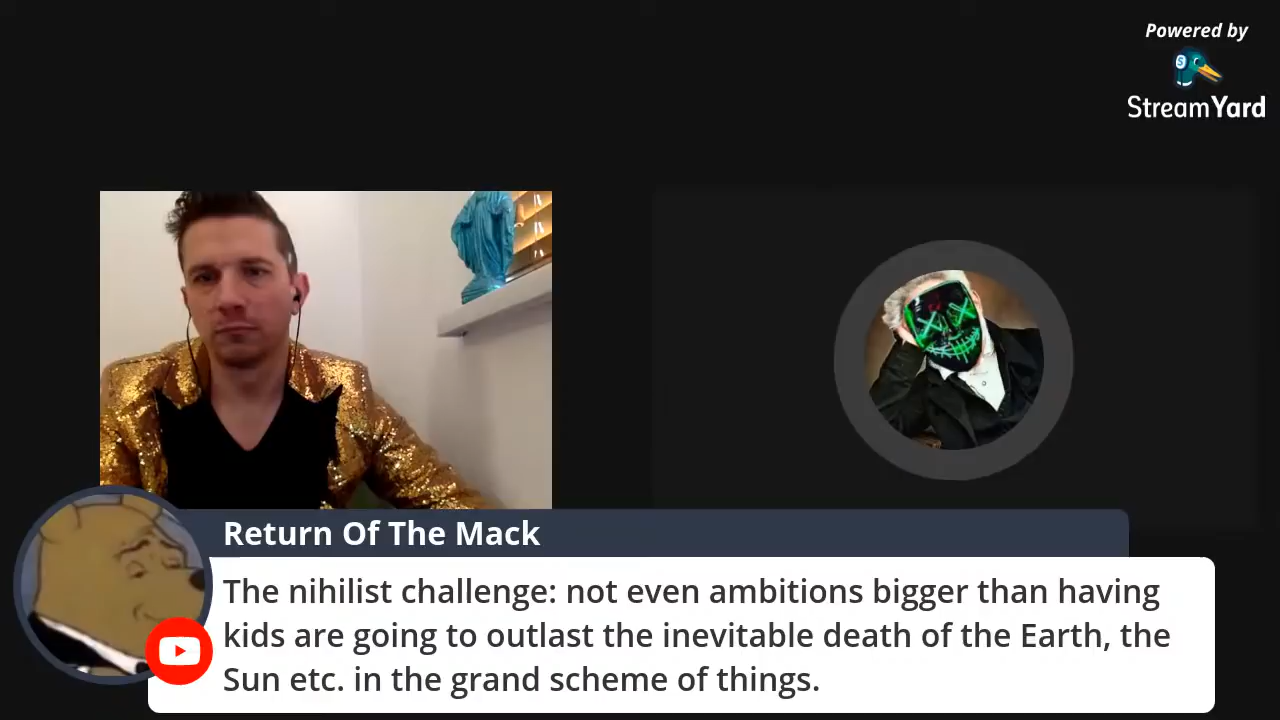 Powered by
S
StreamYard
Return Of The Mack
The nihilist challenge: not even ambitions bigger than having
kids are going to outlast the inevitable death of the Earth, the
Sun etc. in the grand scheme of things.